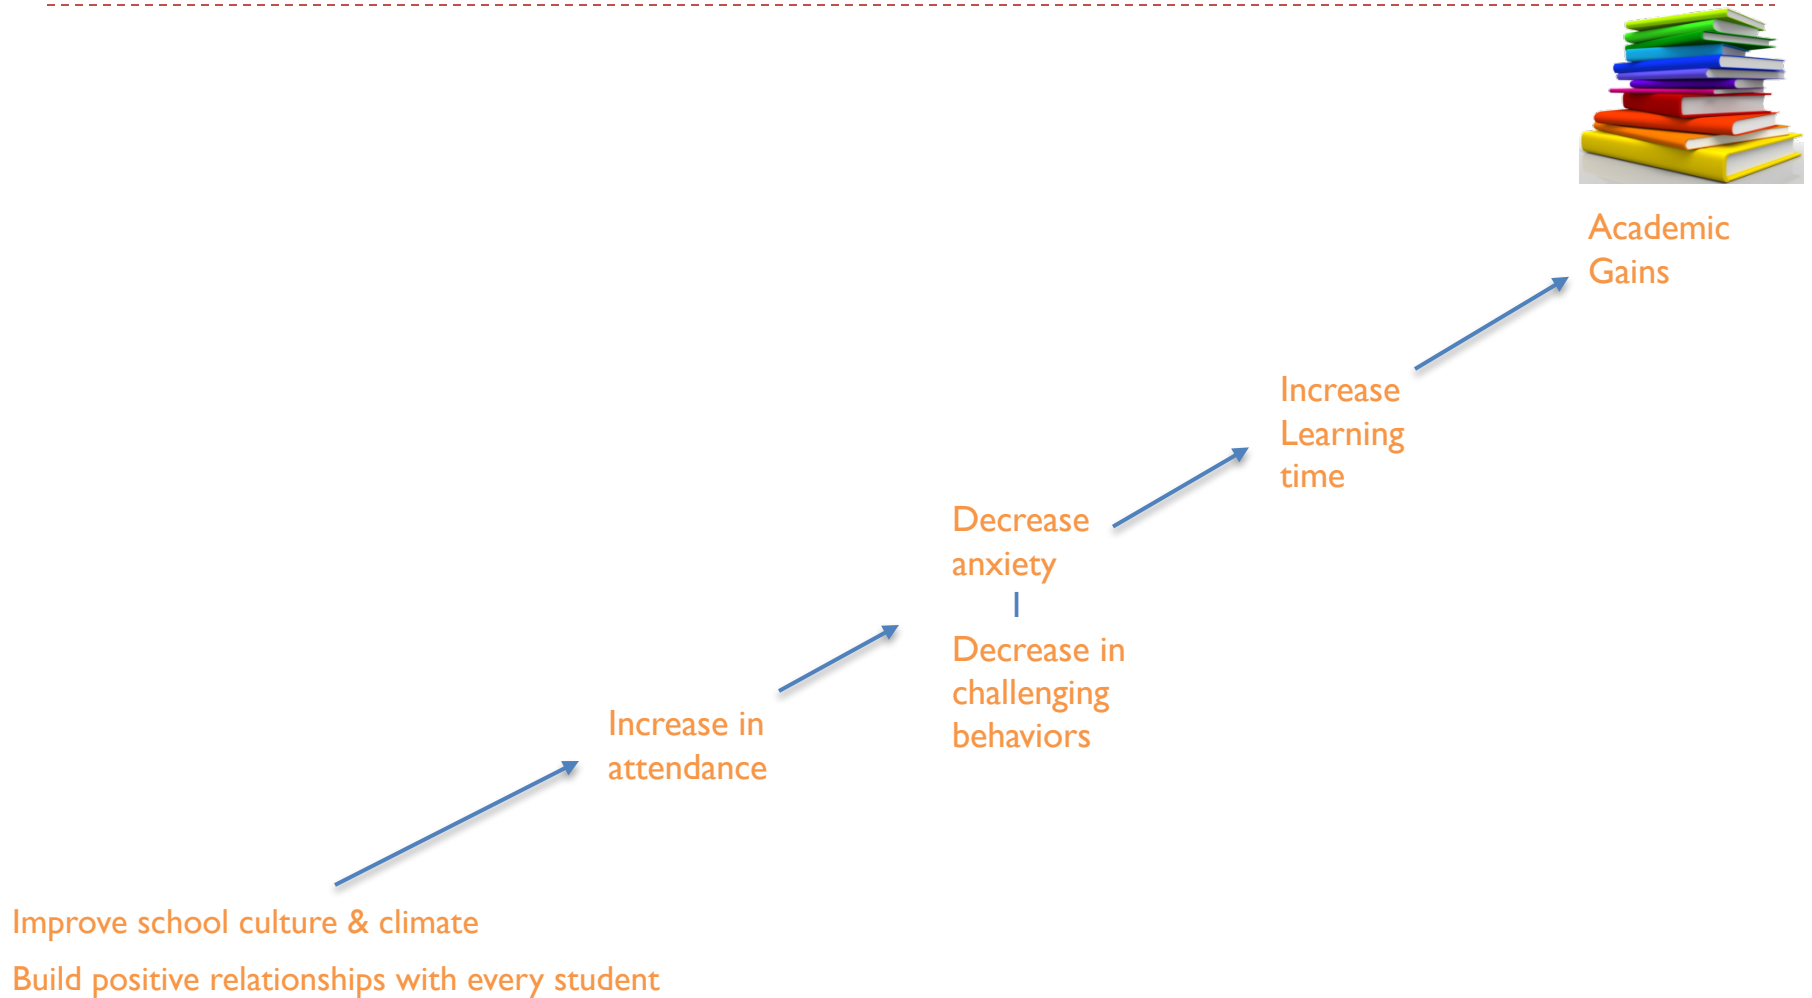 Academic
Gains
Increase
Learning
time
Decrease
anxiety
Decrease in
challenging
behaviors
Increase in
attendance
Improve school culture & climate
Build positive relationships with every student